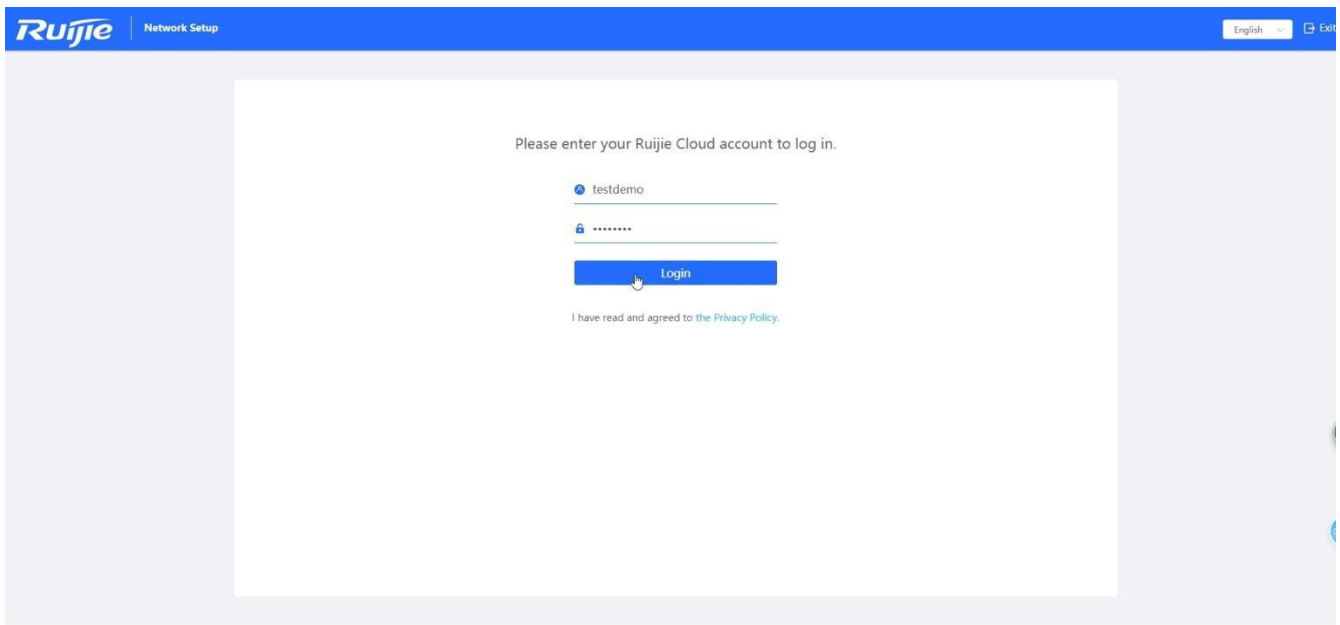 Ruijie
Network Setup
English
Exit
Please enter your Ruijie Cloud account to log in.
testdemo
••••••••
Login
I have read and agreed to the Privacy Policy.